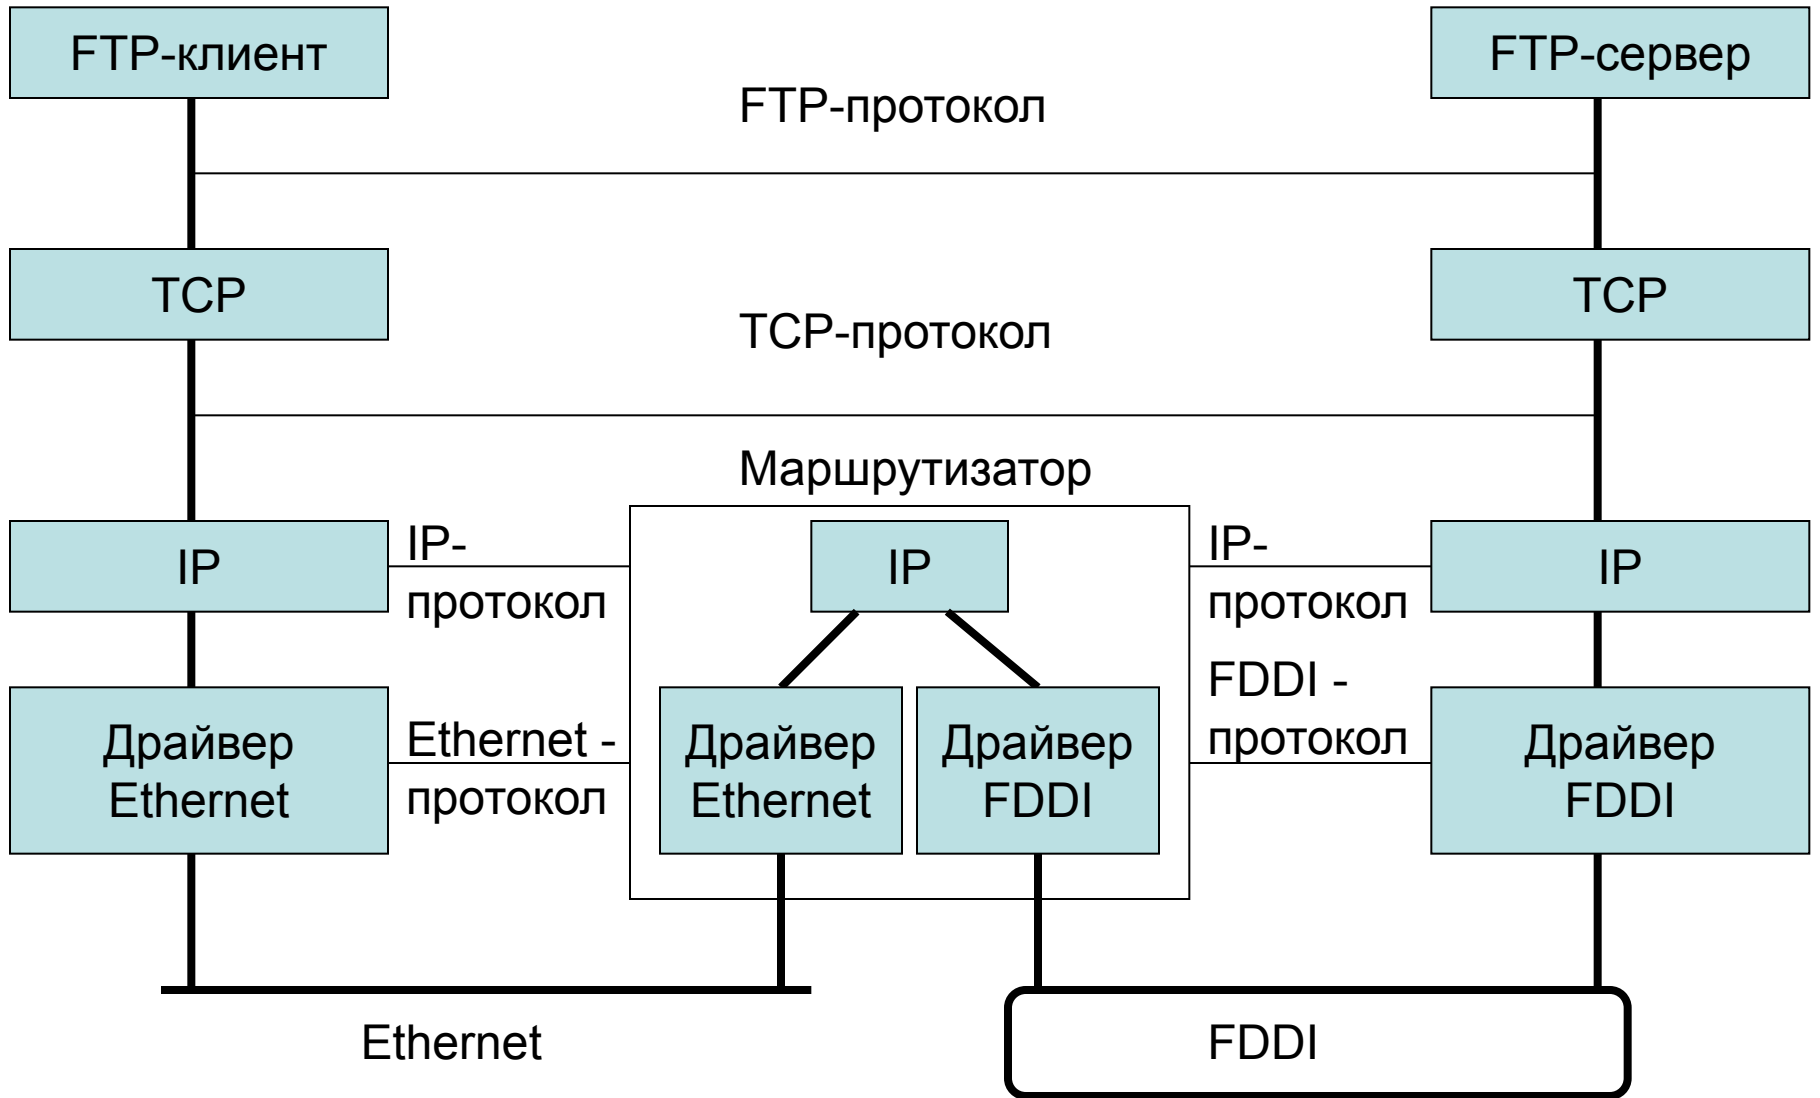 FTP-клиент
FTP-сервер
FTP-протокол
TCP
TCP
TCP-протокол
Маршрутизатор
IP
IP-
протокол
IP
IP-
протокол
IP
Драйвер
Ethernet
Ethernet -
протокол
Драйвер
Ethernet
Драйвер
FDDI
FDDI -
протокол
Драйвер
FDDI
Ethernet
FDDI